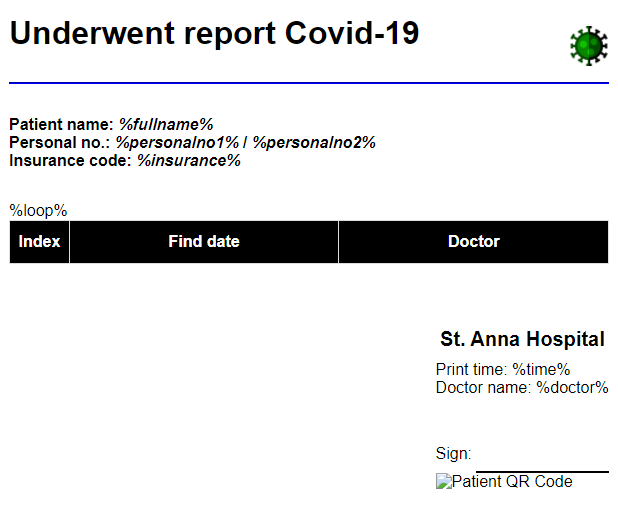 Underwent report Covid-19
Patient name: %fullname%
Personal no.: %personalno1% / %personalno2%
Insurance code: %insurance%
%loop%
Index Find date Doctor
St. Anna Hospital
Print time: %time%
Doctor name: %doctor%
Sign:
Patient QR Code